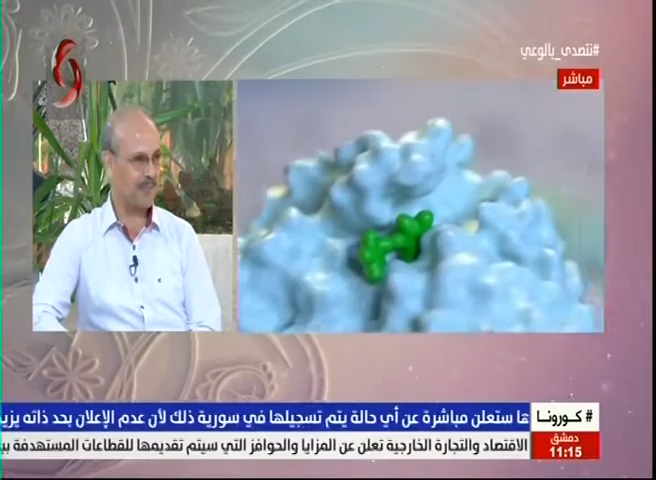 #نتصدى_بالوعي
مباشر
# كورونا
ها ستعلن مباشرة عن أي حالة يتم تسجيلها في سورية ذلك لأن عدم الإعلان بحد ذاته يزيد
دمشق
11:15
الاقتصاد والتجارة الخارجية تعلن عن المزايا والحوافز التي سيتم تقديمها للقطاعات المستهدفة